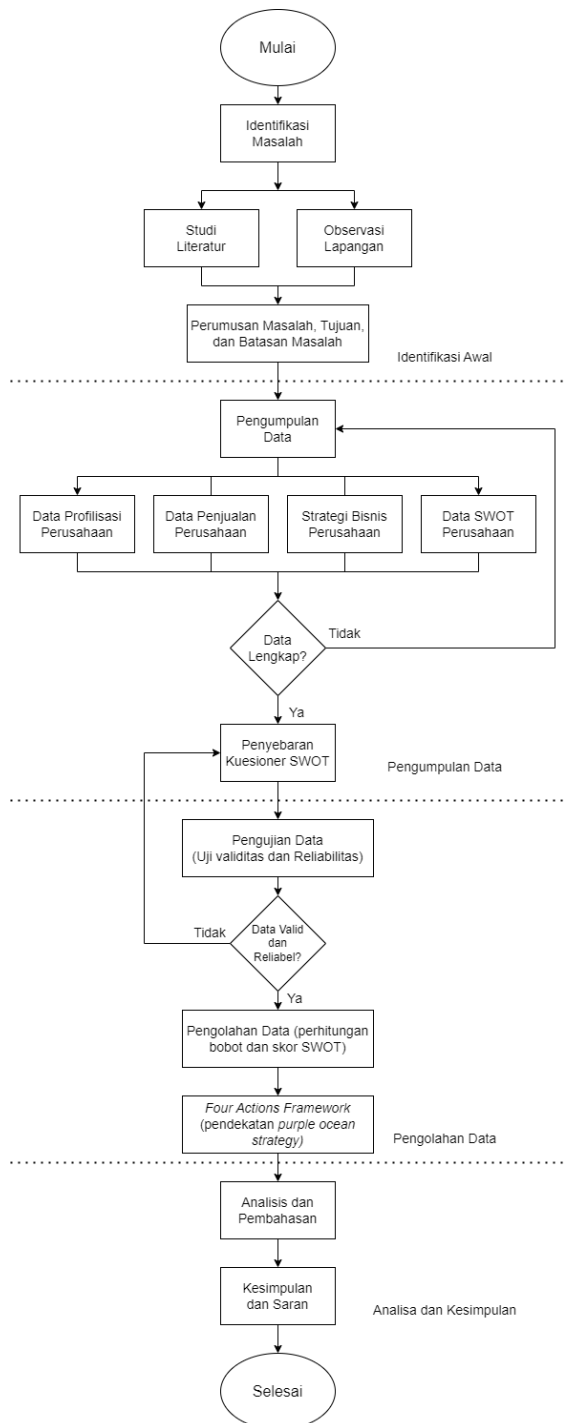 Mulai
Identifikasi
Masalah
Studi
Literatur
Observasi
Lapangan
Perumusan Masalah, Tujuan,
dan Batasan Masalah
Identifikasi Awal
Pengumpulan
Data
Data Profilisasi
Perusahaan
Data Penjualan
Perusahaan
Strategi Bisnis
Perusahaan
Data SWOT
Perusahaan
Data
Lengkap?
Tidak
Ya
Penyebaran
Kuesioner SWOT
Pengumpulan Data
Pengujian Data
(Uji validitas dan Reliabilitas)
Tidak
Data Valid
dan
Reliabel?
Ya
Pengolahan Data (perhitungan
bobot dan skor SWOT)
Four Actions Framework
(pendekatan purple ocean
strategy)
Pengolahan Data
Analisis dan
Pembahasan
Kesimpulan
dan Saran
Analisa dan Kesimpulan
Selesai